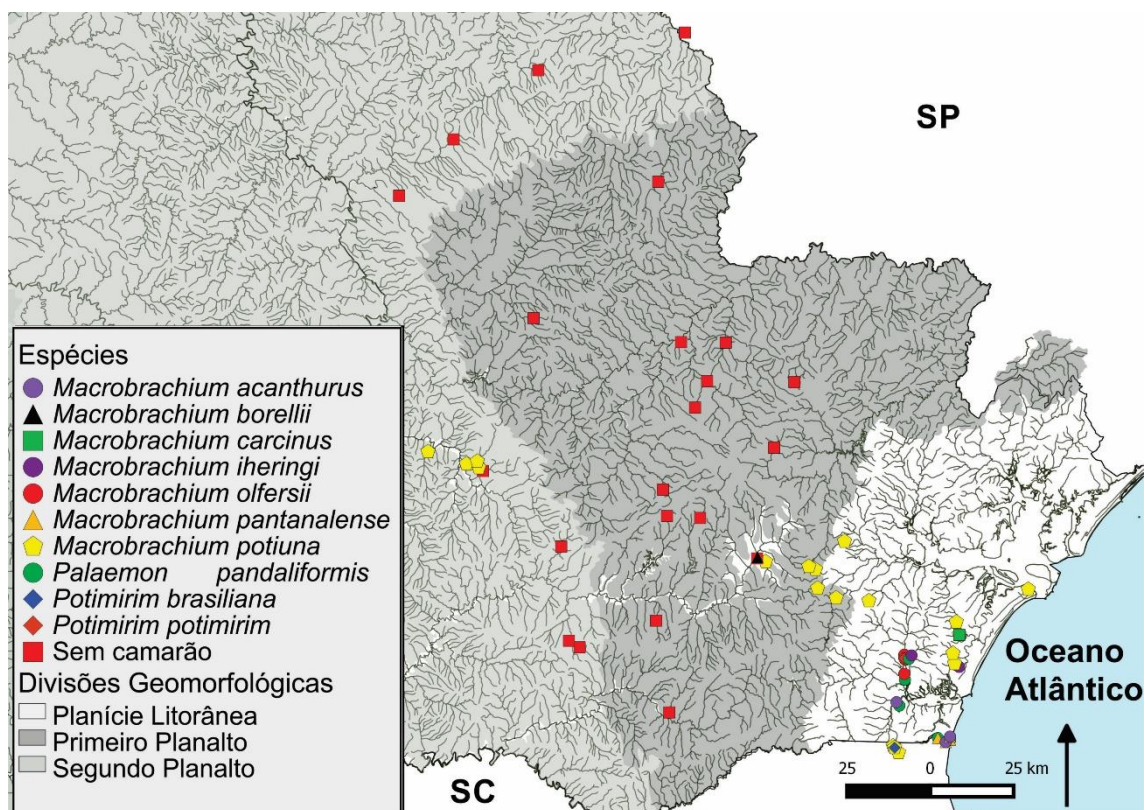 SP
Espécies
Macrobrachium acanthurus
Macrobrachium borellii
Macrobrachium carcinus
Macrobrachium iheringi
Macrobrachium olfersii
Macrobrachium pantanalense
Macrobrachium potiuna
Palaemon pandaliformis
Potimirim brasiliana
Potimirim potimirim
Sem camarão
Divisões Geomorfológicas
Planície Litorânea
Primeiro Planalto
Segundo Planalto
SC
Oceano
Atlântico
25 0 25 km